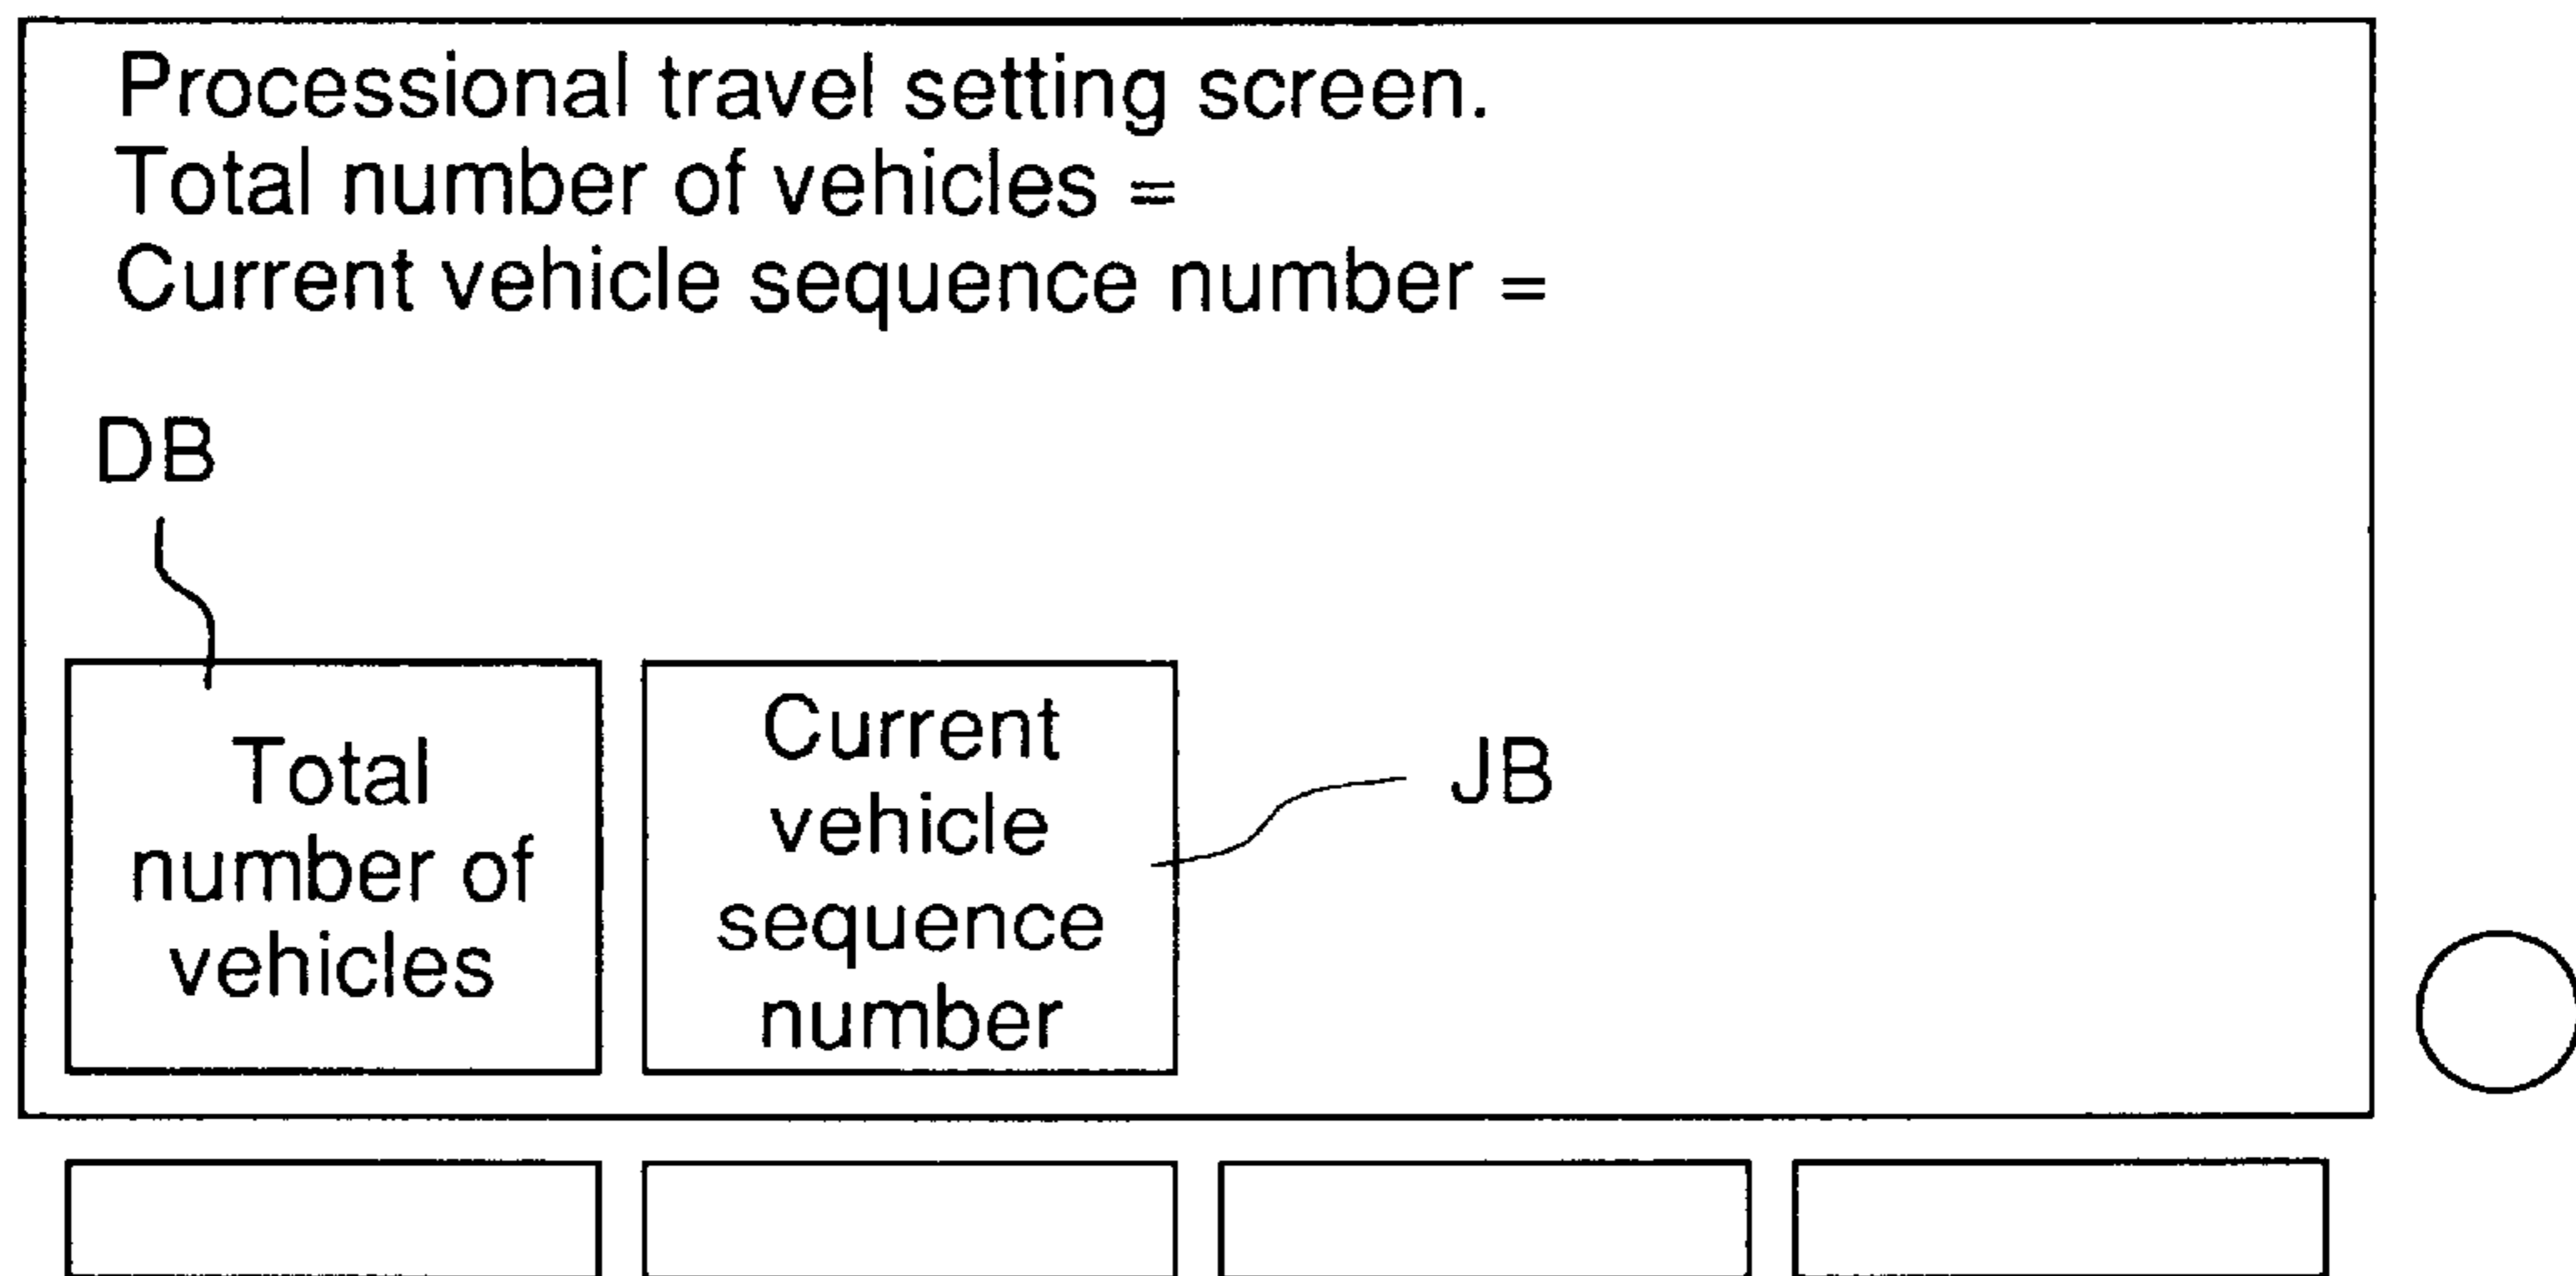 Processional travel setting screen.
Total number of vehicles =
Current vehicle sequence number =
DB
Total
number of
vehicles
Current
vehicle
sequence
number
JB